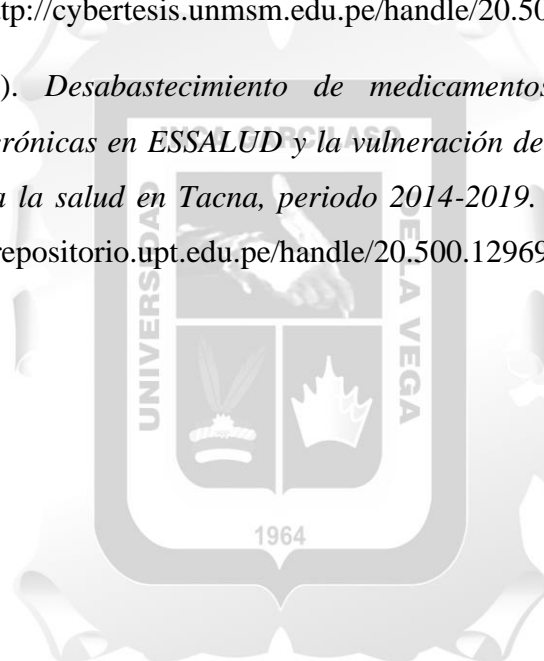 ttp://cybertesis.unmsm.edu.pe/handle/20.50
). Desabastecimiento de medicamentos
crónicas en ESSALUD y la vulneración de
a la salud en Tacna, periodo 2014-2019.
repositorio.upt.edu.pe/handle/20.500.12969
INCA GARCILASO
UNIVERSIDAD
DE LA VEGA
1964